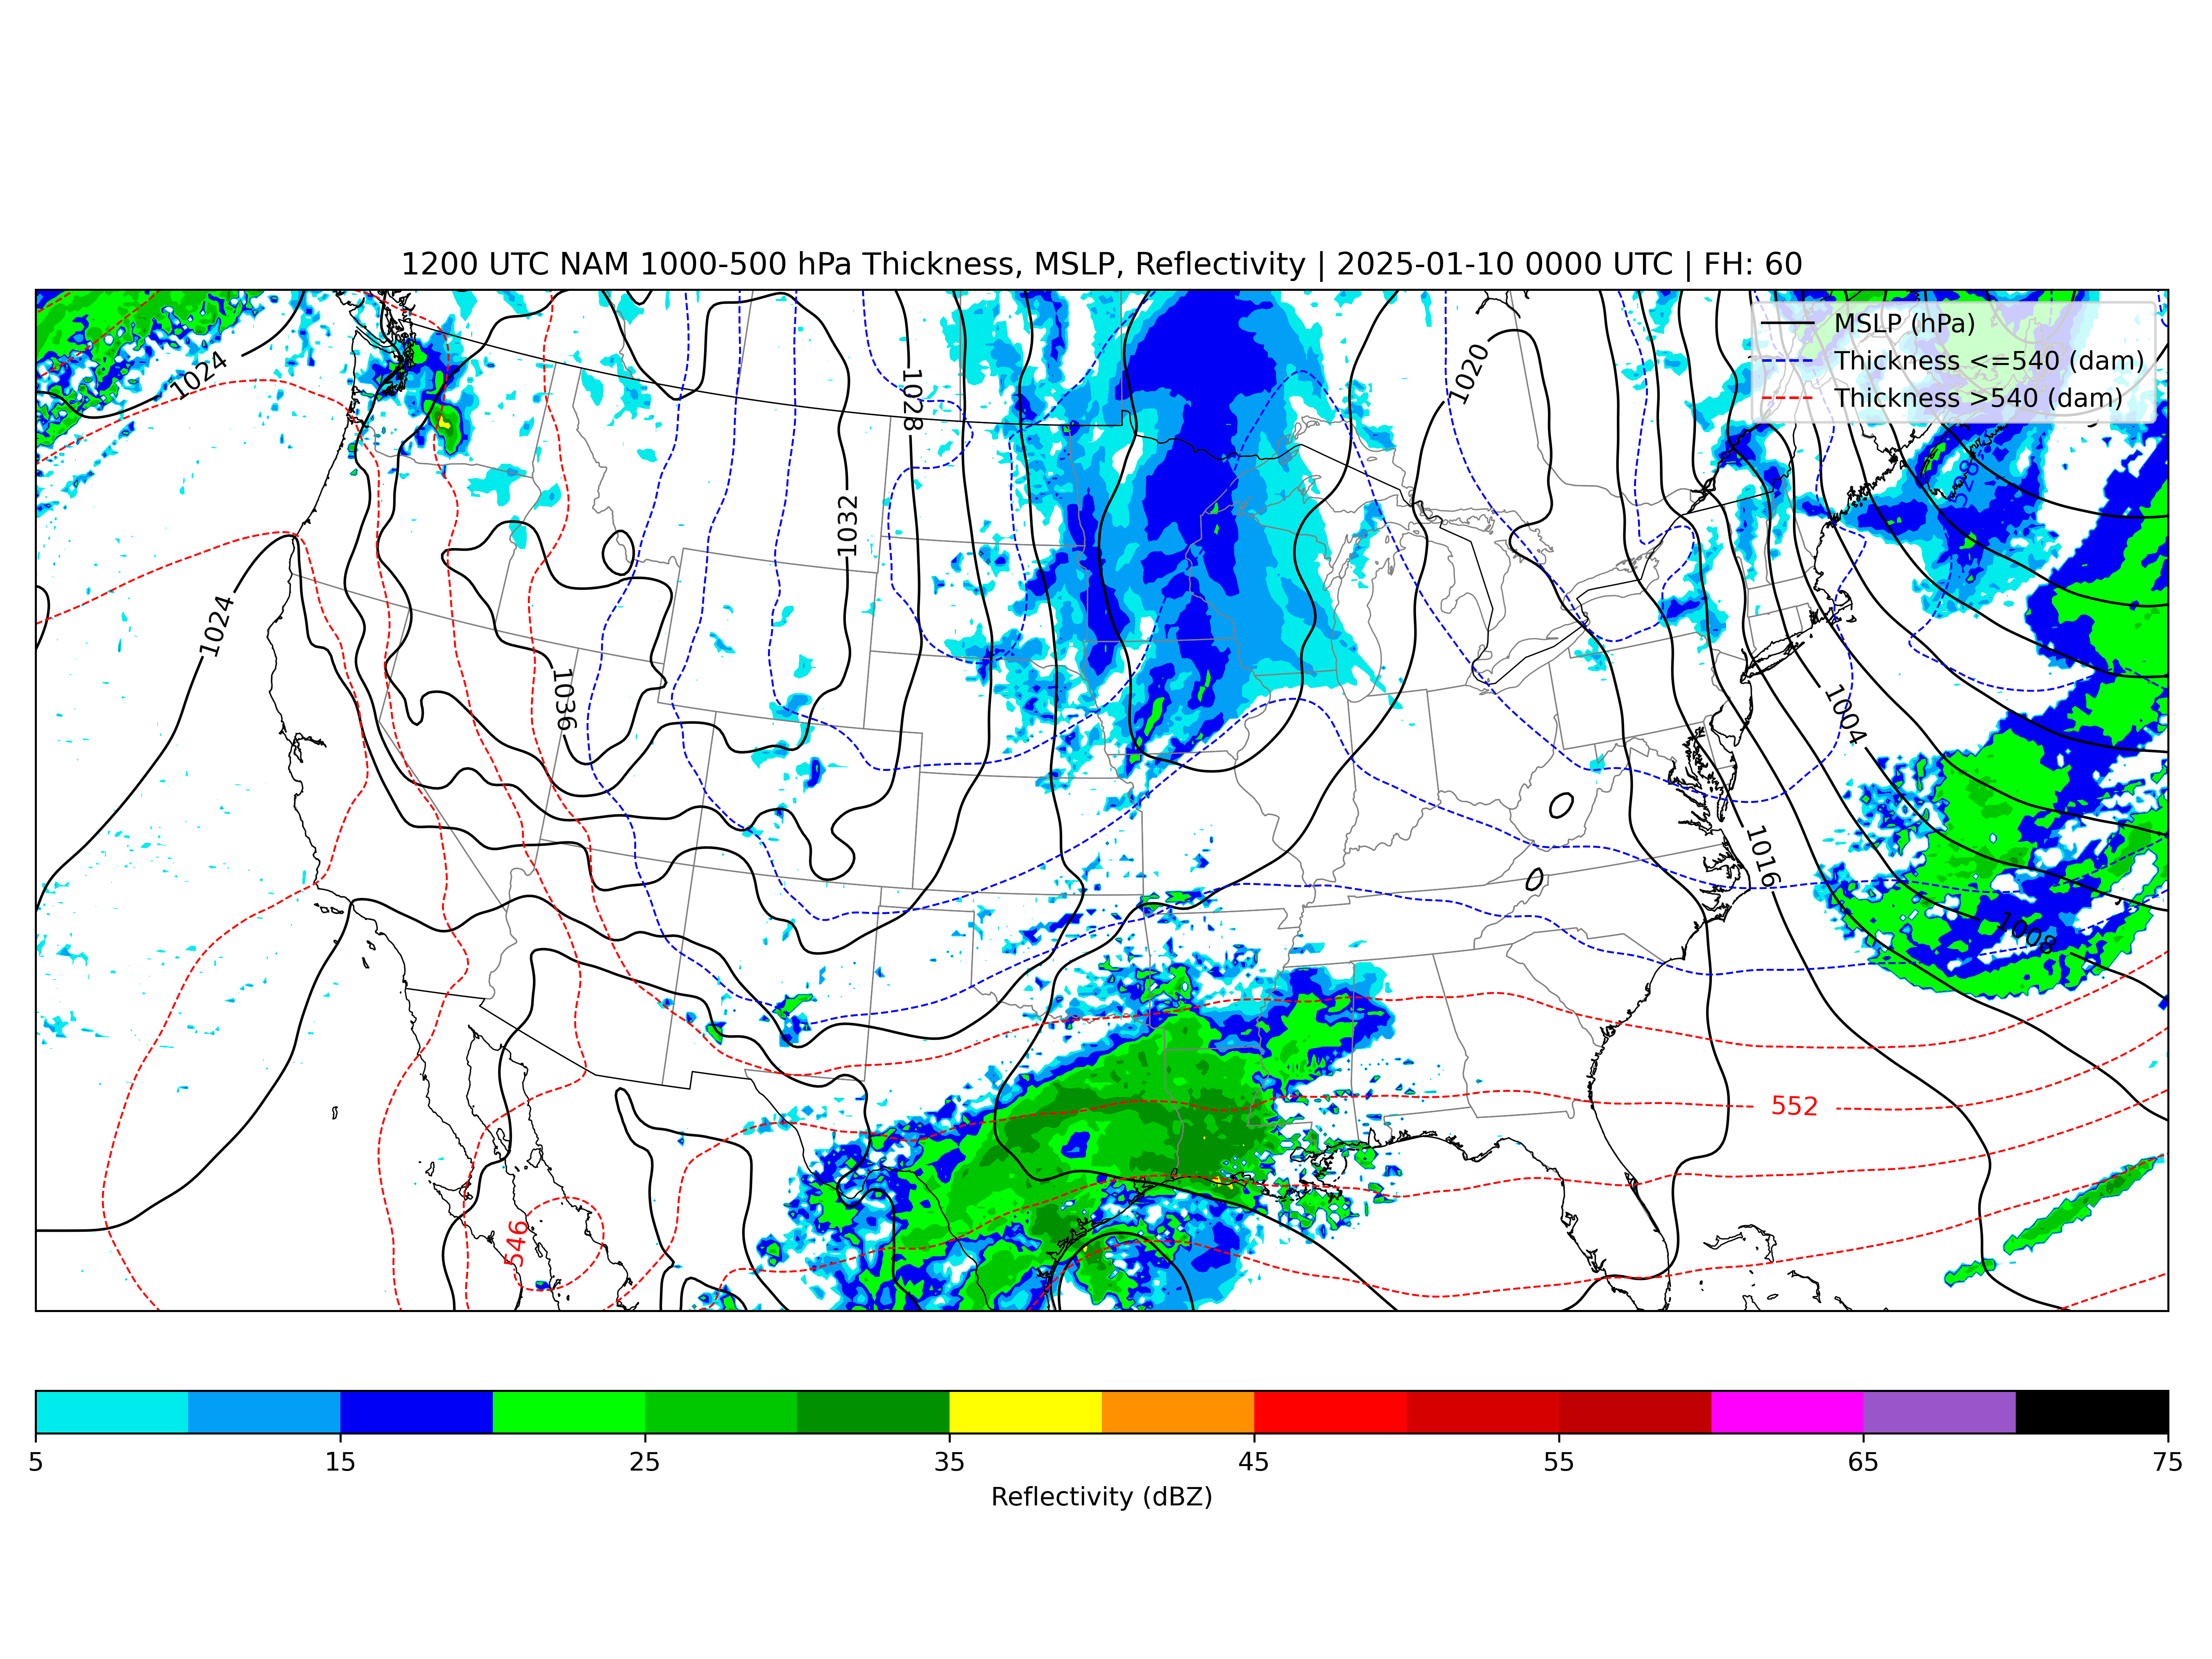 1200 UTC NAM 1000-500 hPa Thickness, MSLP, Reflectivity | 2025-01-10 0000 UTC | FH: 60
MSLP (hPa)
Thickness <=540 (dam)
Thickness >540 (dam)
1024
1028
1020
528
1032
1024
1036
1004
1016
1008
552
546
5 15 25 35 45 55 65 75
Reflectivity (dBZ)